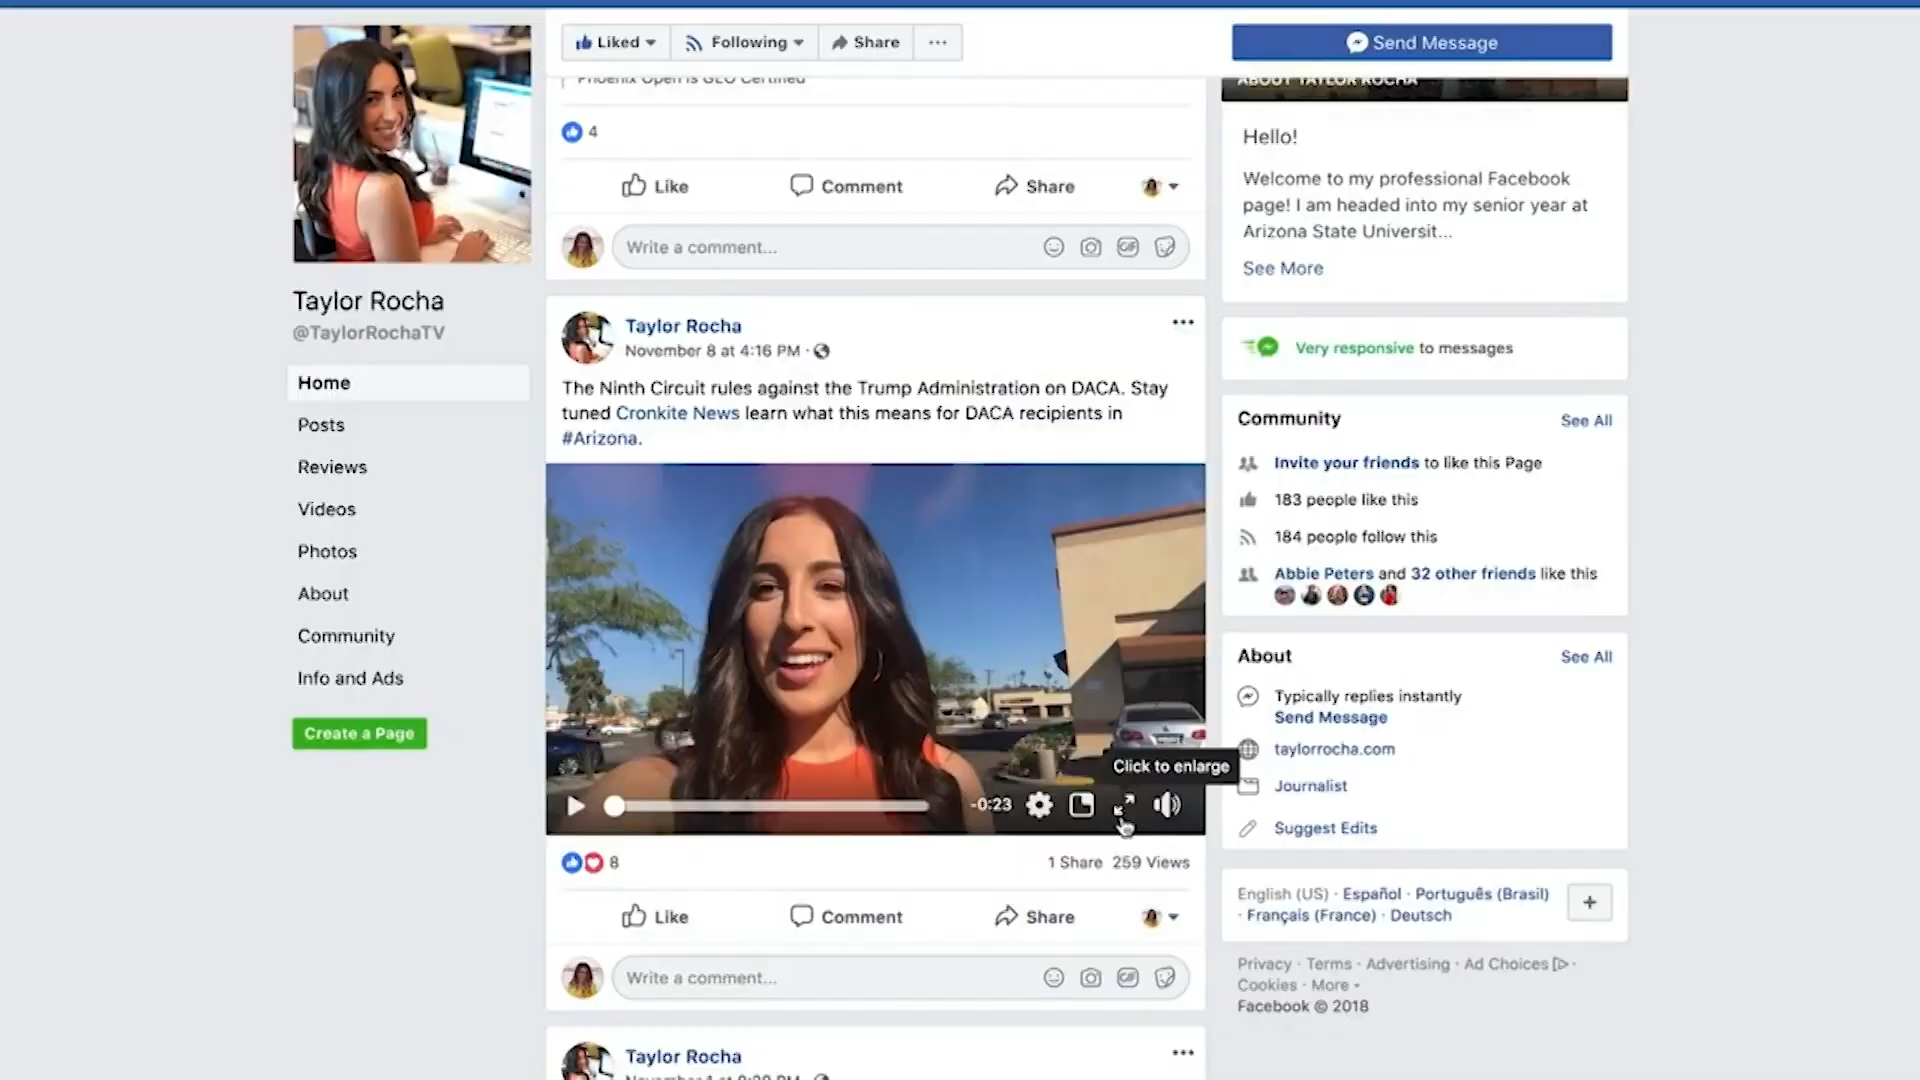 Liked
Following
Share
Send Message
Phoenix Open is GEO Certified
4
Like
Comment
Share
Write a comment...
Taylor Rocha
@TaylorRochaTV
Home
Posts
Reviews
Videos
Photos
About
Community
Info and Ads
Create a Page
Taylor Rocha
November 8 at 4:16 PM ·
The Ninth Circuit rules against the Trump Administration on DACA. Stay
tuned Cronkite News learn what this means for DACA recipients in
#Arizona.
-0:23
Click to enlarge
8
1 Share 259 Views
Like
Comment
Share
Write a comment...
Taylor Rocha
ABOUT TAYLOR ROCHA
Hello!
Welcome to my professional Facebook
page! I am headed into my senior year at
Arizona State Universit...
See More
Very responsive to messages
Community
See All
Invite your friends to like this Page
183 people like this
184 people follow this
Abbie Peters and 32 other friends like this
About
See All
Typically replies instantly
Send Message
taylorrocha.com
Journalist
Suggest Edits
English (US) · Español · Português (Brasil)
· Français (France) · Deutsch
+
Privacy · Terms · Advertising · Ad Choices ·
Cookies · More
Facebook © 2018